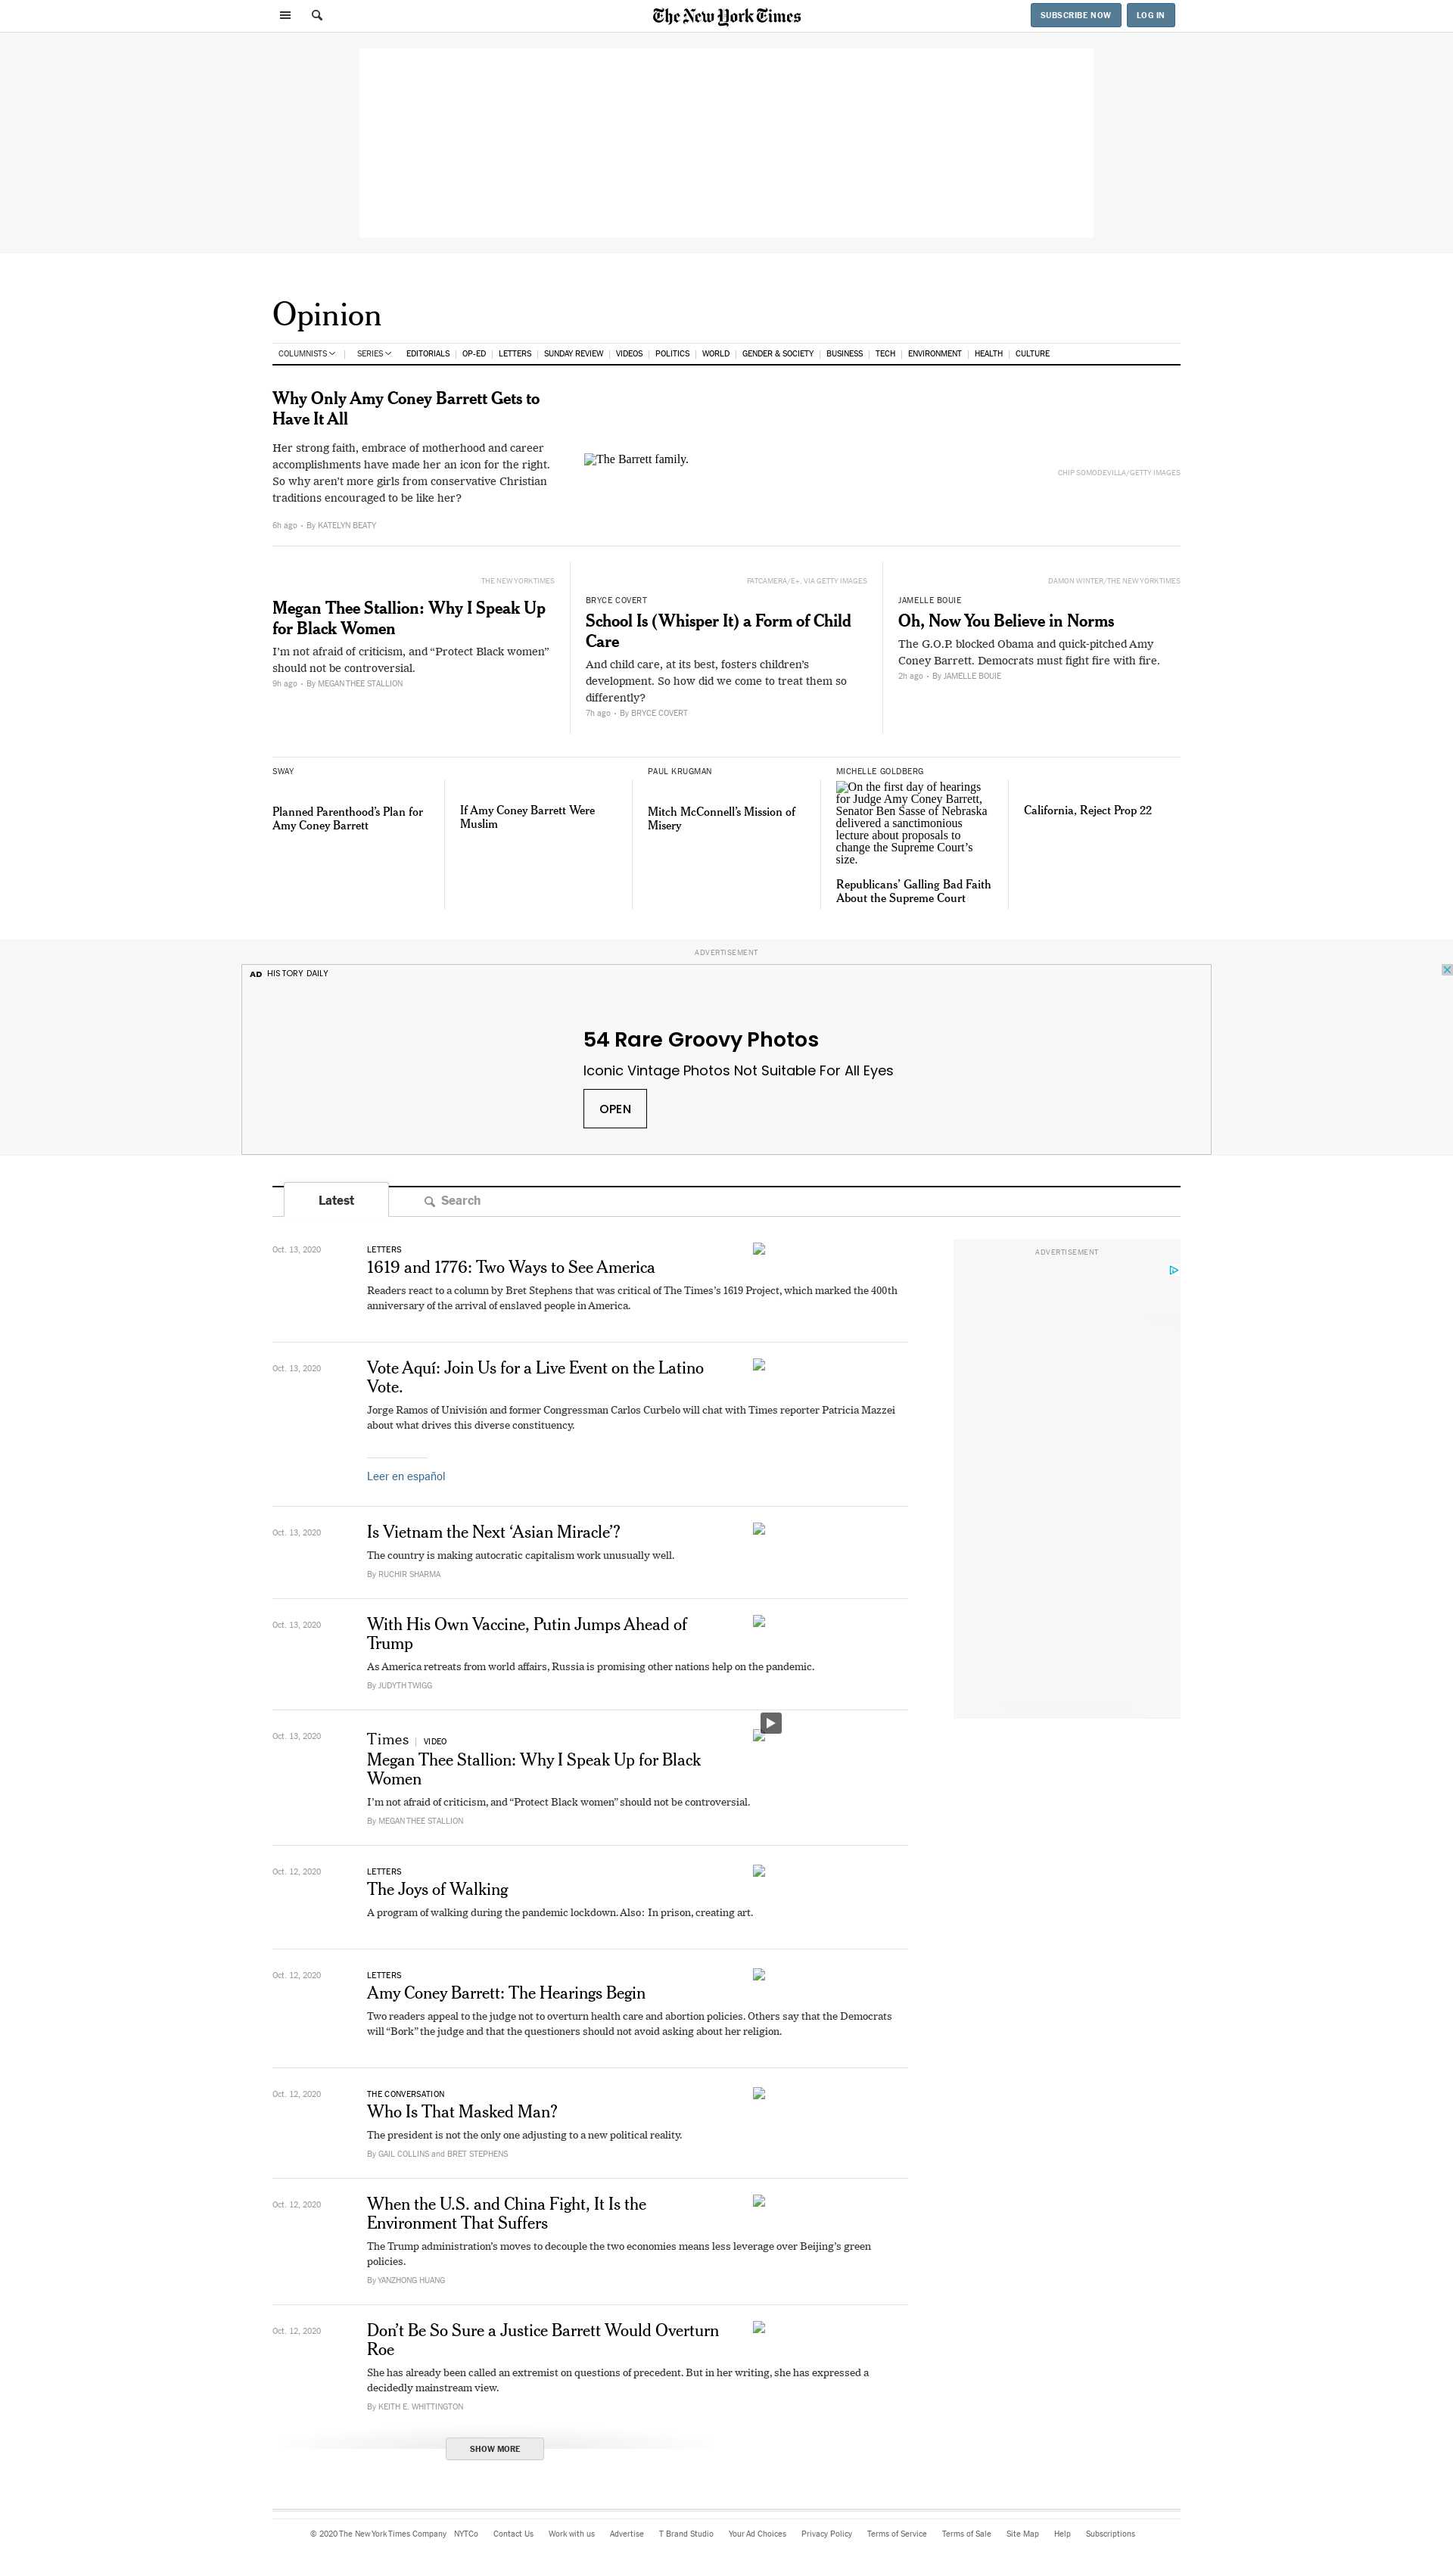 The New York Times
SUBSCRIBE NOW
LOG IN
Opinion
COLUMNISTS | SERIES EDITORIALS | OP-ED | LETTERS | SUNDAY REVIEW | VIDEOS | POLITICS | WORLD | GENDER & SOCIETY | BUSINESS | TECH | ENVIRONMENT | HEALTH | CULTURE
Why Only Amy Coney Barrett Gets to
Have It All
Her strong faith, embrace of motherhood and career
accomplishments have made her an icon for the right.
So why aren’t more girls from conservative Christian
traditions encouraged to be like her?
6h ago • By KATELYN BEATY
The Barrett family.
CHIP SOMODEVILLA/GETTY IMAGES
THE NEW YORK TIMES
Megan Thee Stallion: Why I Speak Up
for Black Women
I’m not afraid of criticism, and “Protect Black women”
should not be controversial.
9h ago • By MEGAN THEE STALLION
FATCAMERA/E+, VIA GETTY IMAGES
BRYCE COVERT
School Is (Whisper It) a Form of Child
Care
And child care, at its best, fosters children’s
development. So how did we come to treat them so
differently?
7h ago • By BRYCE COVERT
DAMON WINTER/THE NEW YORK TIMES
JAMELLE BOUIE
Oh, Now You Believe in Norms
The G.O.P. blocked Obama and quick-pitched Amy
Coney Barrett. Democrats must fight fire with fire.
2h ago • By JAMELLE BOUIE
SWAY
Planned Parenthood’s Plan for
Amy Coney Barrett
If Amy Coney Barrett Were
Muslim
PAUL KRUGMAN
Mitch McConnell’s Mission of
Misery
MICHELLE GOLDBERG
On the first day of hearings
for Judge Amy Coney Barrett,
Senator Ben Sasse of Nebraska
delivered a sanctimonious
lecture about proposals to
change the Supreme Court’s
size.
Republicans’ Galling Bad Faith
About the Supreme Court
California, Reject Prop 22
ADVERTISEMENT
AD HISTORY DAILY
54 Rare Groovy Photos
Iconic Vintage Photos Not Suitable For All Eyes
OPEN
Latest
Search
ADVERTISEMENT
Oct. 13, 2020
LETTERS
1619 and 1776: Two Ways to See America
Readers react to a column by Bret Stephens that was critical of The Times’s 1619 Project, which marked the 400th
anniversary of the arrival of enslaved people in America.
Oct. 13, 2020
Vote Aquí: Join Us for a Live Event on the Latino
Vote.
Jorge Ramos of Univisión and former Congressman Carlos Curbelo will chat with Times reporter Patricia Mazzei
about what drives this diverse constituency.
Leer en español
Oct. 13, 2020
Is Vietnam the Next ‘Asian Miracle’?
The country is making autocratic capitalism work unusually well.
By RUCHIR SHARMA
Oct. 13, 2020
With His Own Vaccine, Putin Jumps Ahead of
Trump
As America retreats from world affairs, Russia is promising other nations help on the pandemic.
By JUDYTH TWIGG
Oct. 13, 2020
Times | VIDEO
Megan Thee Stallion: Why I Speak Up for Black
Women
I’m not afraid of criticism, and “Protect Black women” should not be controversial.
By MEGAN THEE STALLION
Oct. 12, 2020
LETTERS
The Joys of Walking
A program of walking during the pandemic lockdown. Also: In prison, creating art.
Oct. 12, 2020
LETTERS
Amy Coney Barrett: The Hearings Begin
Two readers appeal to the judge not to overturn health care and abortion policies. Others say that the Democrats
will “Bork” the judge and that the questioners should not avoid asking about her religion.
Oct. 12, 2020
THE CONVERSATION
Who Is That Masked Man?
The president is not the only one adjusting to a new political reality.
By GAIL COLLINS and BRET STEPHENS
Oct. 12, 2020
When the U.S. and China Fight, It Is the
Environment That Suffers
The Trump administration’s moves to decouple the two economies means less leverage over Beijing’s green
policies.
By YANZHONG HUANG
Oct. 12, 2020
Don’t Be So Sure a Justice Barrett Would Overturn
Roe
She has already been called an extremist on questions of precedent. But in her writing, she has expressed a
decidedly mainstream view.
By KEITH E. WHITTINGTON
SHOW MORE
© 2020 The New York Times Company NYTCo Contact Us Work with us Advertise T Brand Studio Your Ad Choices Privacy Policy Terms of Service Terms of Sale Site Map Help Subscriptions